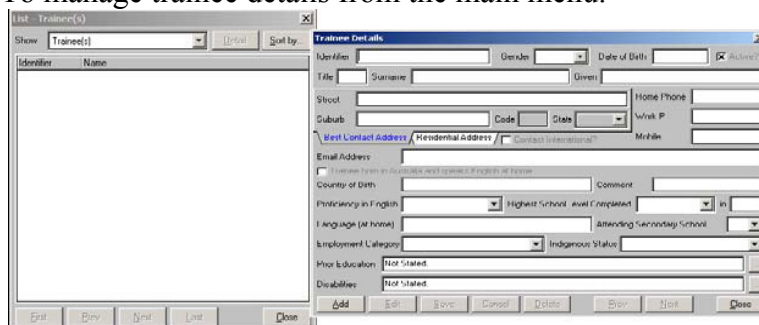 To manage trainee details from the main menu.
List - Trainee(s)
Show Trainee(s) Detail Sort by...
Identifier Name
First Prev Next Last Close
Trainee Details
Identifier Gender Date of Birth Active?
Title Surname Given
Street Home Phone
Suburb Code State Work P
Best Contact Address Residential Address Contact International? Mobile
Email Address
Trainee born in Australia and speaks English at home
Country of Birth Comment
Proficiency in English Highest School Level Completed in
Language (at home) Attending Secondary School
Employment Category Indigenous Status
Prior Education Not Stated.
Disabilities Not Stated.
Add Edit Save Cancel Delete Prev Next Close